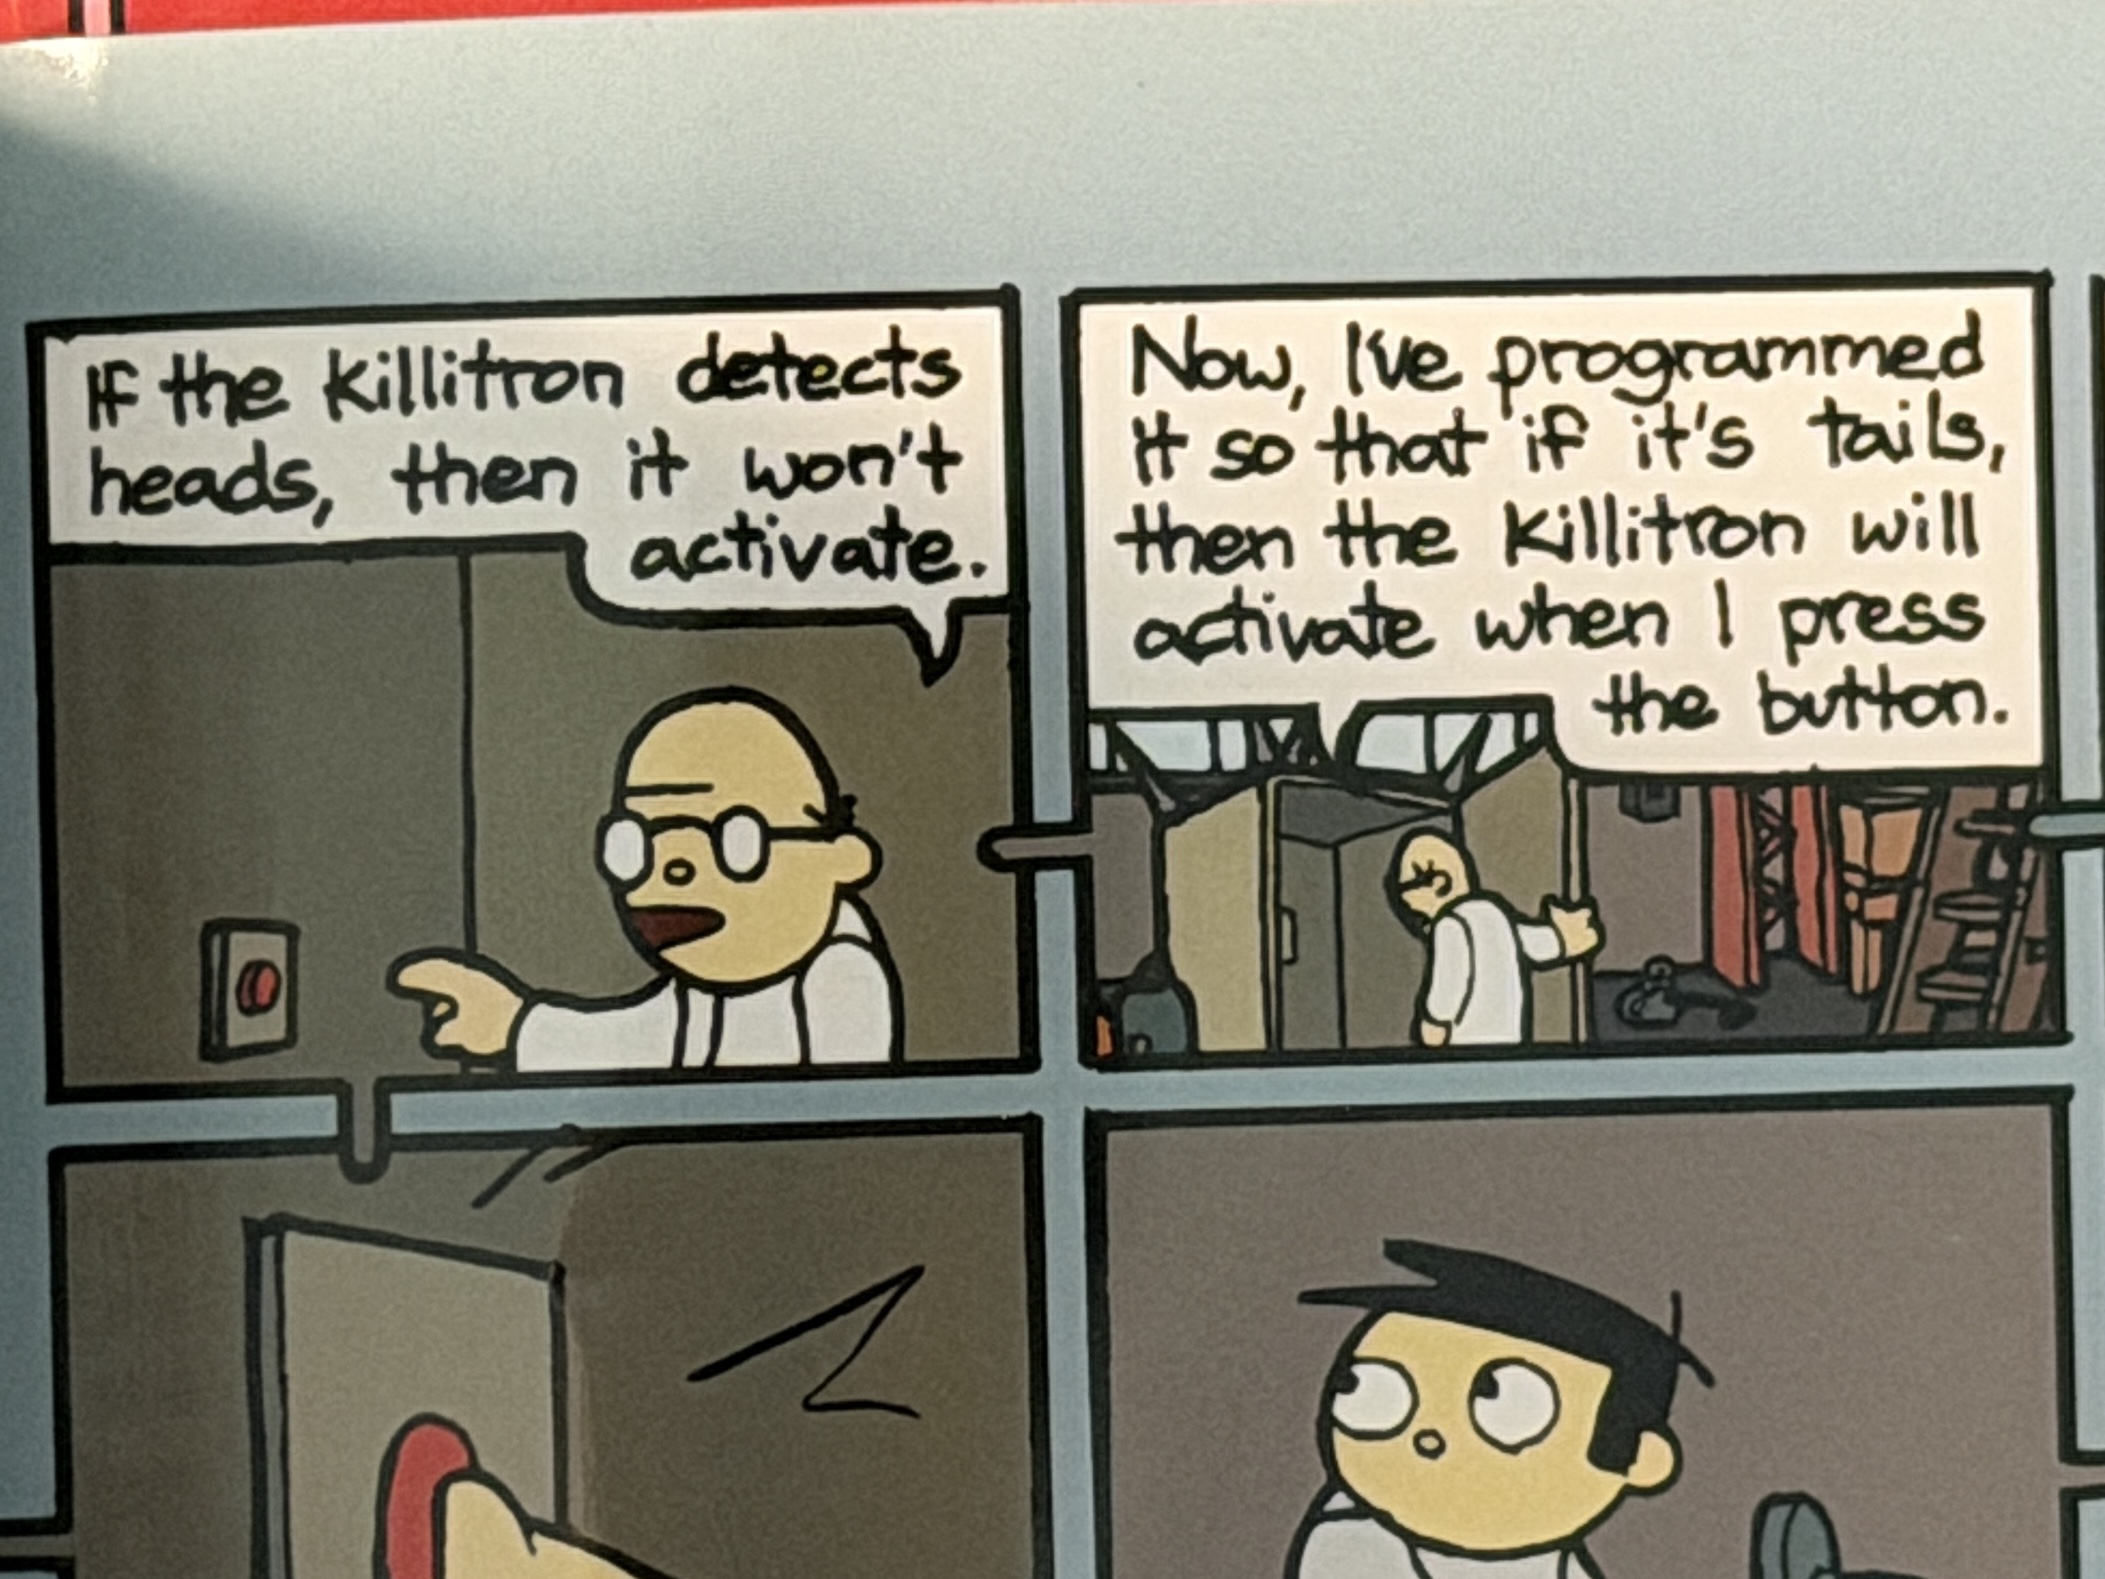 If the Killitron detects
heads, then it won't
activate.
Now, I've programmed
it so that if it's tails,
then the Killitron will
activate when I press
the button.